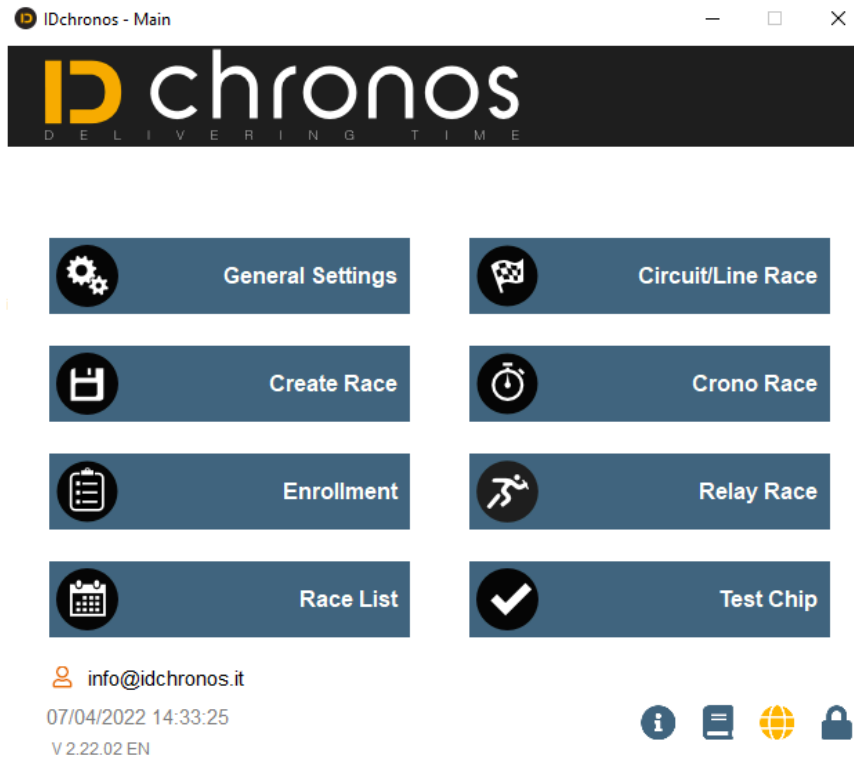 IDchronos - Main
ID chronos
DELIVERING TIME
General Settings
Circuit/Line Race
Create Race
Crono Race
Enrollment
Relay Race
Race List
Test Chip
info@idchronos.it
07/04/2022 14:33:25
V 2.22.02 EN